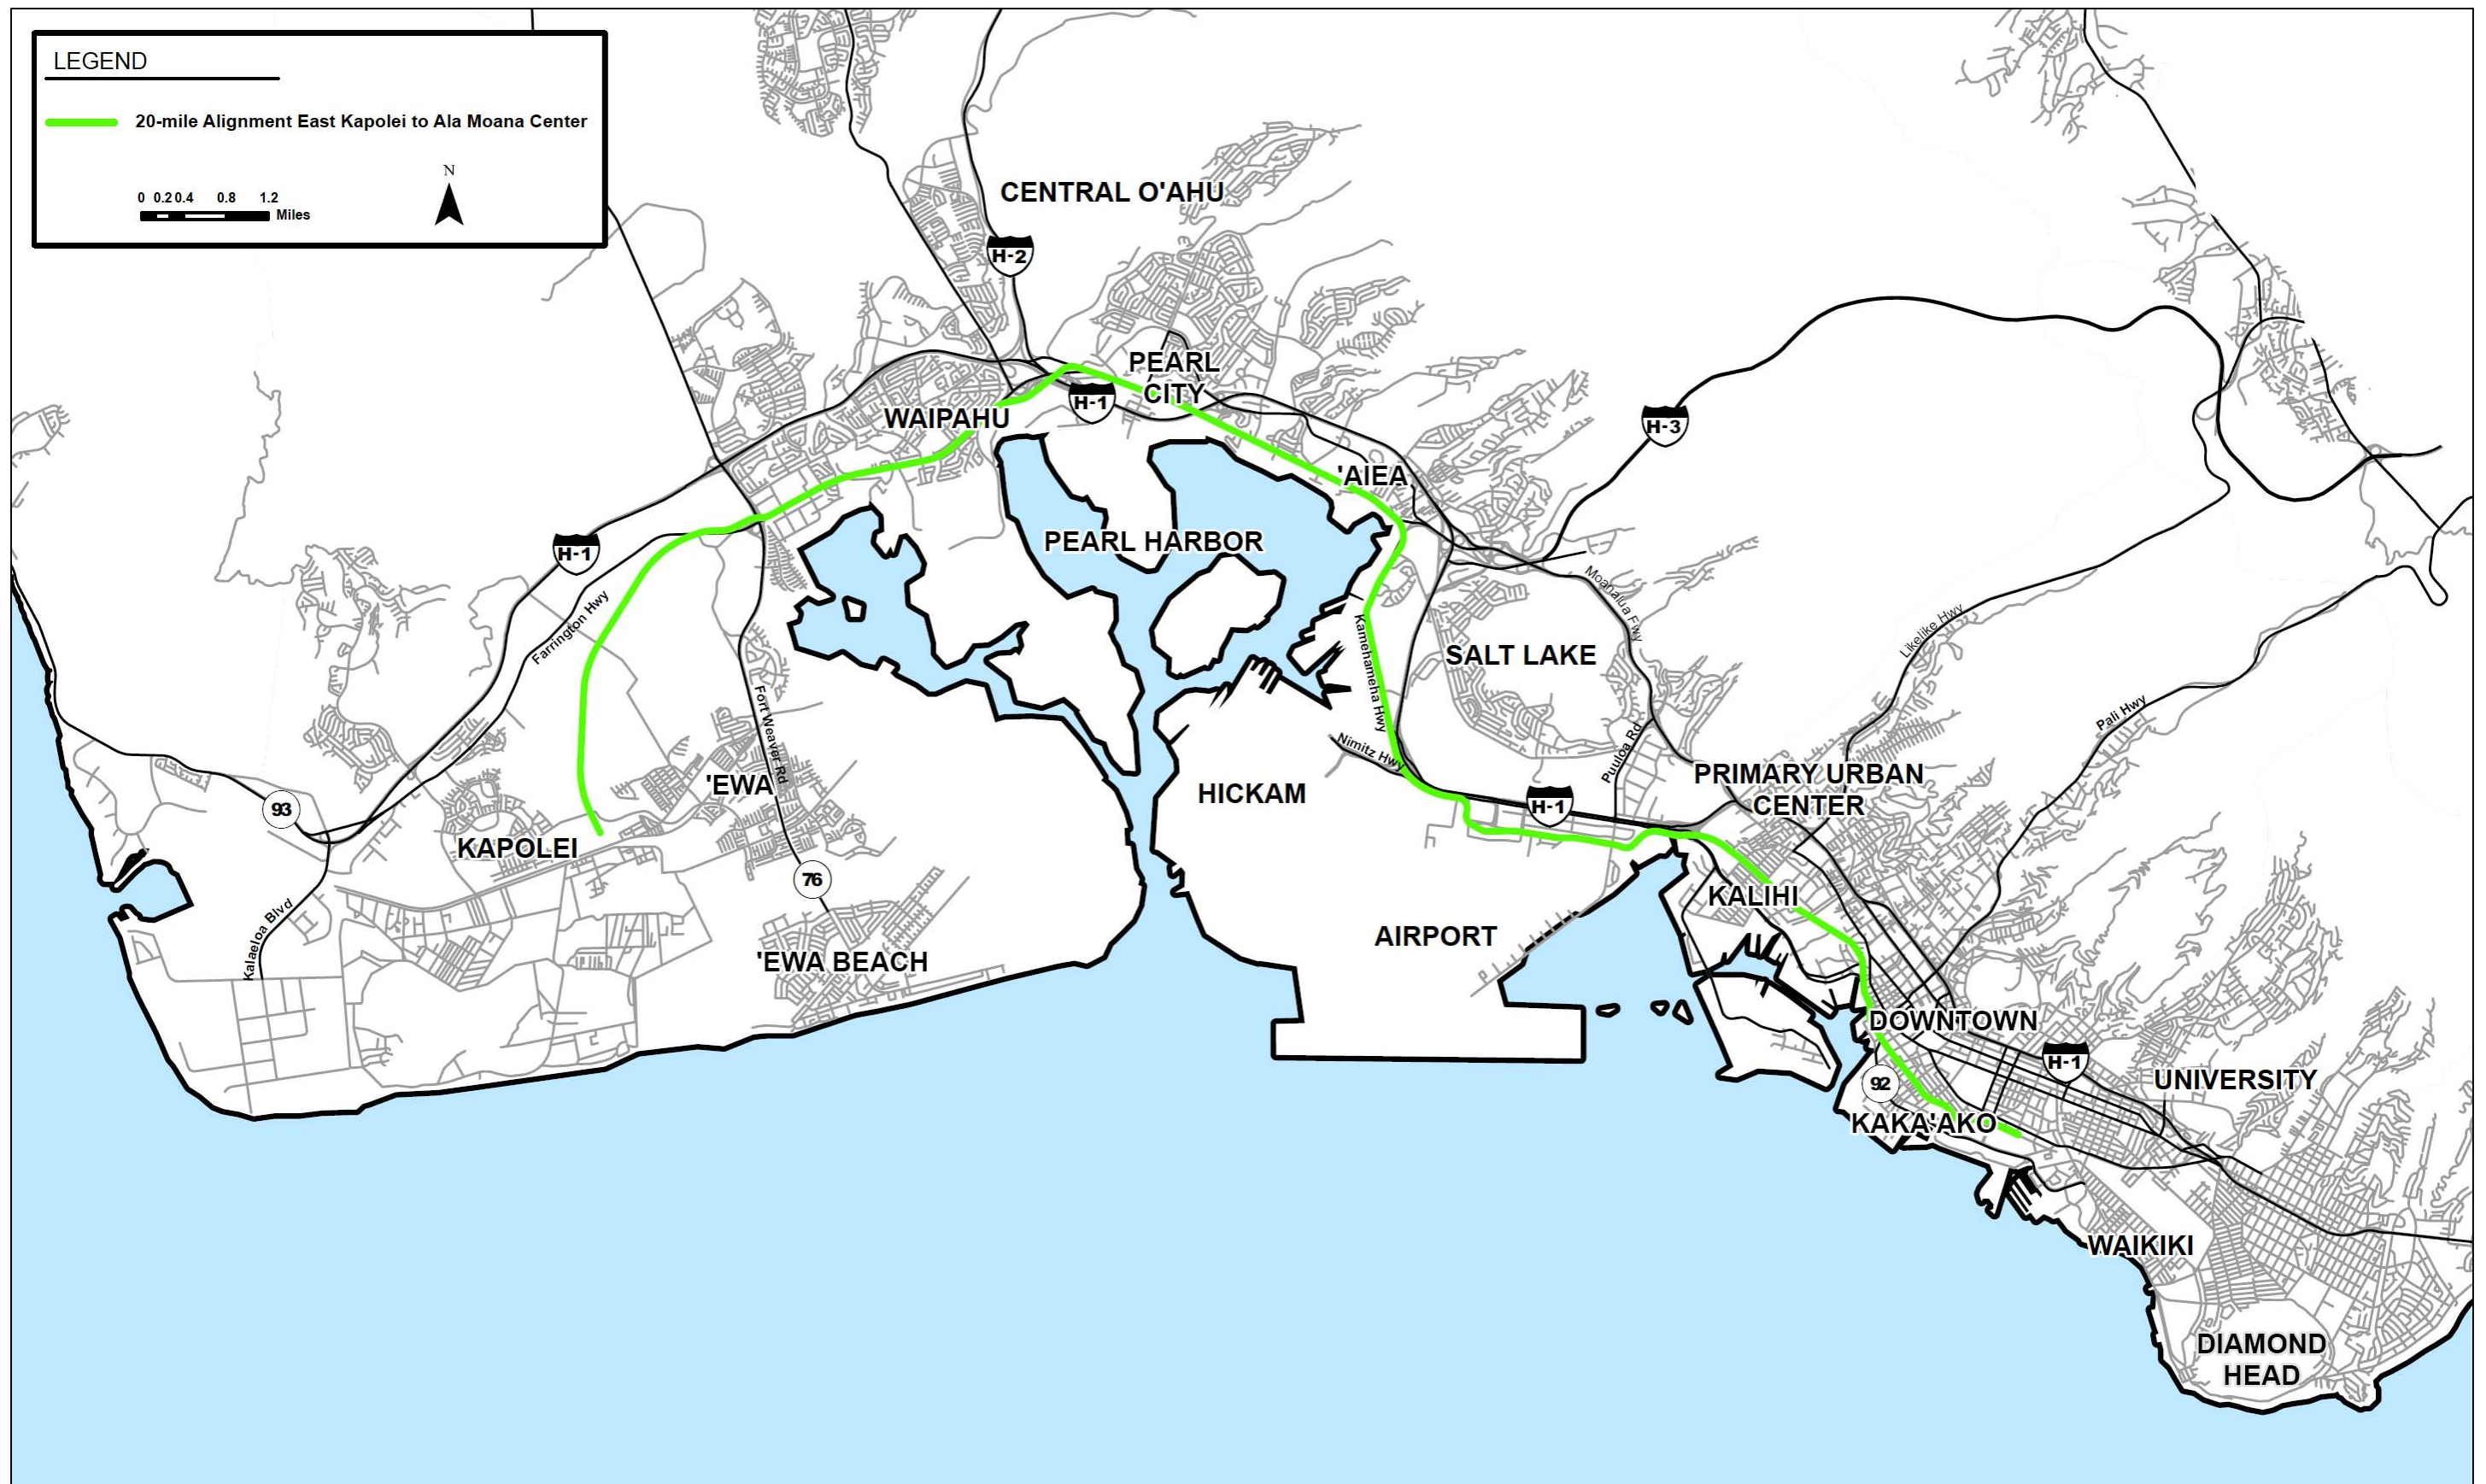 LEGEND
20-mile Alignment East Kapolei to Ala Moana Center
N
0 0.2 0.4 0.8 1.2
Miles
CENTRAL O'AHU
H-2
PEARL
CITY
H-1
WAIPAHU
H-3
'AIEA
PEARL HARBOR
H-1
Farrington Hwy
Moanalua Fwy
Kamehameha Hwy
SALT LAKE
Likelike Hwy
Fort Weaver Rd
Pali Hwy
Nimitz Hwy
Puuloa Rd
'EWA
HICKAM
PRIMARY URBAN
CENTER
H-1
93
KAPOLEI
76
KALIHI
Kalaeloa Blvd
AIRPORT
'EWA BEACH
DOWNTOWN
H-1
92
UNIVERSITY
KAKA'AKO
WAIKIKI
DIAMOND
HEAD